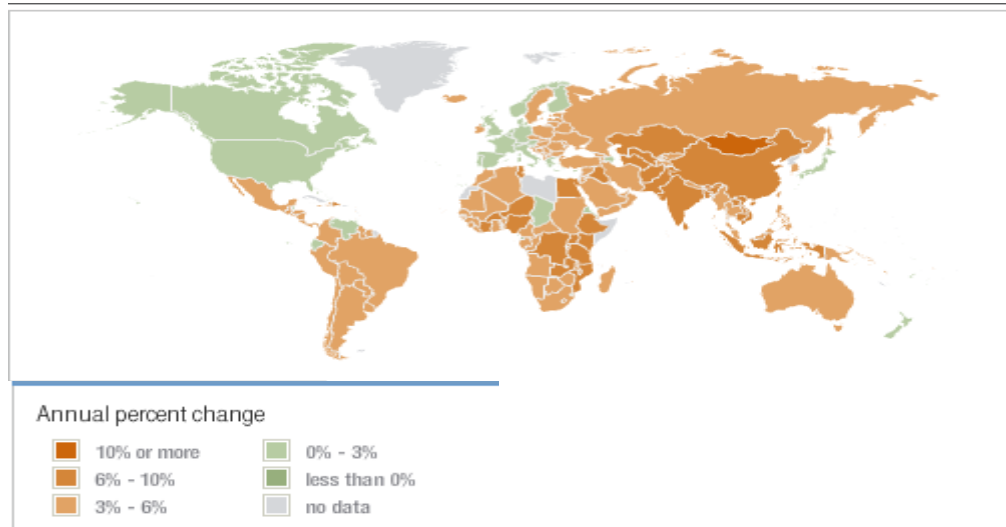 Annual percent change
10% or more
0% - 3%
6% - 10%
less than 0%
3% - 6%
no data